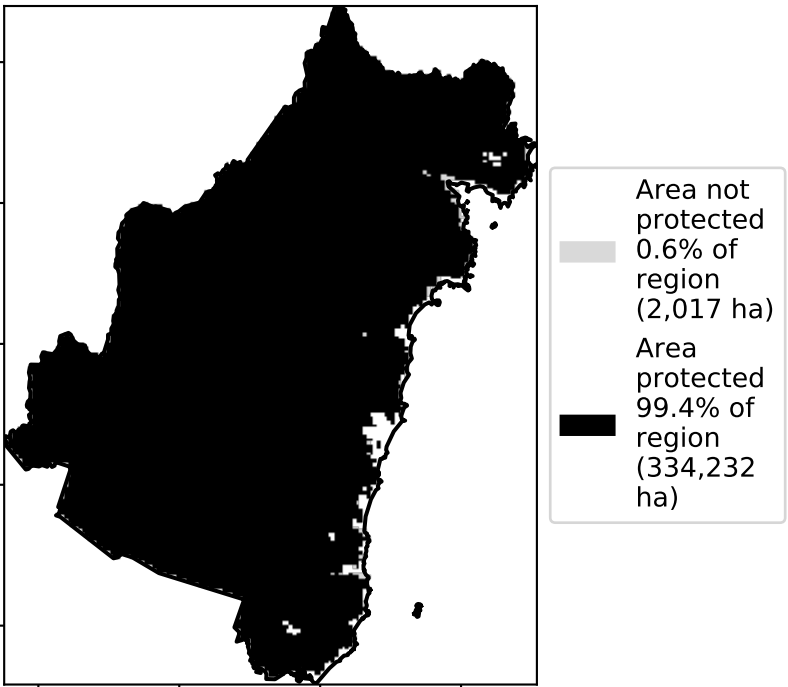 Area not
protected
0.6% of
region
(2,017 ha)
Area
protected
99.4% of
region
(334,232
ha)